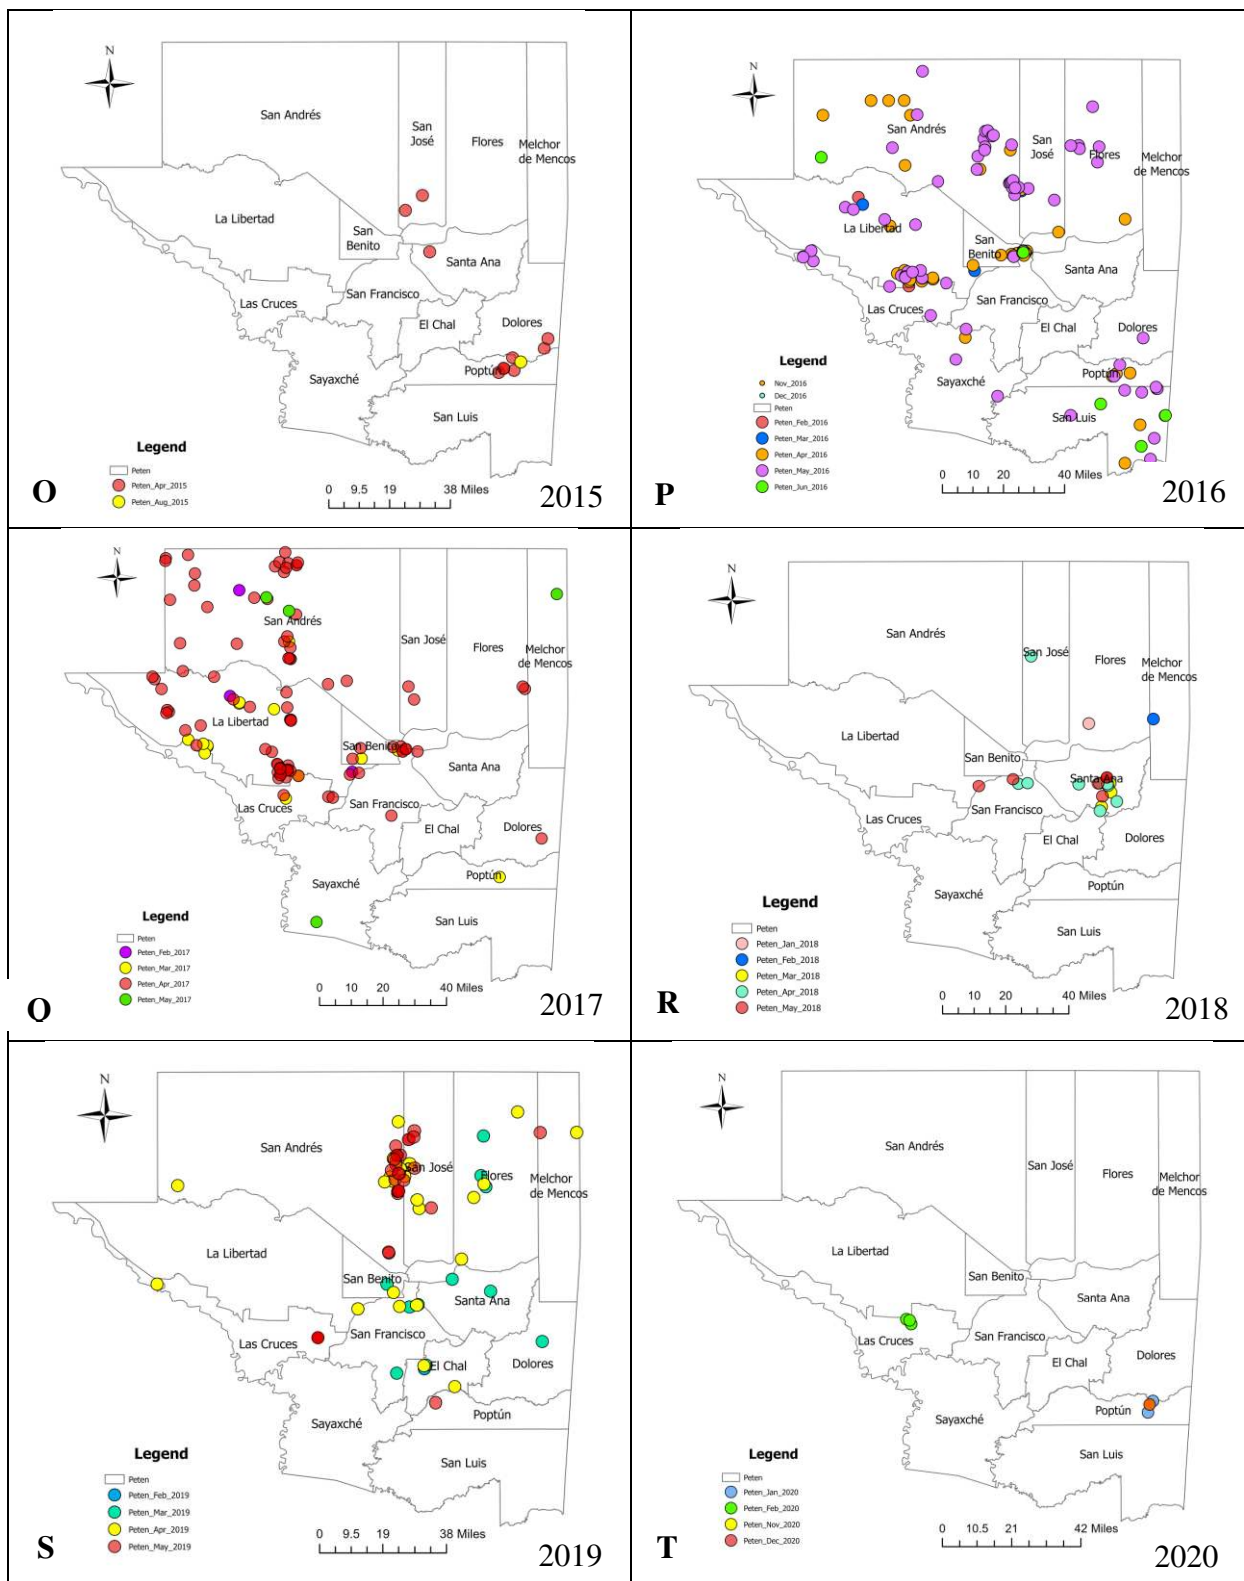 N
San Andrés
San
José
Flores
Melchor
de Mencos
La Libertad
San
Benito
Santa Ana
San Francisco
Las Cruces
El Chal
Dolores
Sayaxché
Poptún
San Luis
Legend
Peten
Peten_Apr_2015
Peten_Aug_2015
0 9.5 19 38 Miles
O
2015
N
San Andrés
San
José
Flores
Melchor
de Mencos
La Libertad
San
Benito
Santa Ana
San Francisco
Las Cruces
El Chal
Dolores
Sayaxché
Poptún
San Luis
Legend
Nov_2016
Dec_2016
Peten
Peten_Feb_2016
Peten_Mar_2016
Peten_Apr_2016
Peten_May_2016
Peten_Jun_2016
0 10 20 40 Miles
P
2016
N
San Andrés
San José
Flores
Melchor
de Mencos
La Libertad
San Benito
Santa Ana
Las Cruces
San Francisco
El Chal
Dolores
Sayaxché
Poptún
San Luis
Legend
Peten
Peten_Feb_2017
Peten_Mar_2017
Peten_Apr_2017
Peten_May_2017
0 10 20 40 Miles
Q
2017
N
San Andrés
San José
Flores
Melchor
de Mencos
La Libertad
San Benito
Santa Ana
San Francisco
Las Cruces
El Chal
Dolores
Sayaxché
Poptún
San Luis
Legend
Peten
Peten_Jan_2018
Peten_Feb_2018
Peten_Mar_2018
Peten_Apr_2018
Peten_May_2018
0 10 20 40 Miles
R
2018
N
San Andrés
San José
Flores
Melchor
de Mencos
La Libertad
San Benito
Santa Ana
San Francisco
Las Cruces
El Chal
Dolores
Sayaxché
Poptún
San Luis
Legend
Peten
Peten_Feb_2019
Peten_Mar_2019
Peten_Apr_2019
Peten_May_2019
0 9.5 19 38 Miles
S
2019
N
San Andrés
San José
Flores
Melchor
de Mencos
La Libertad
San Benito
Santa Ana
San Francisco
Las Cruces
El Chal
Dolores
Sayaxché
Poptún
San Luis
Legend
Peten
Peten_Jan_2020
Peten_Feb_2020
Peten_Nov_2020
Peten_Dec_2020
0 10.5 21 42 Miles
T
2020